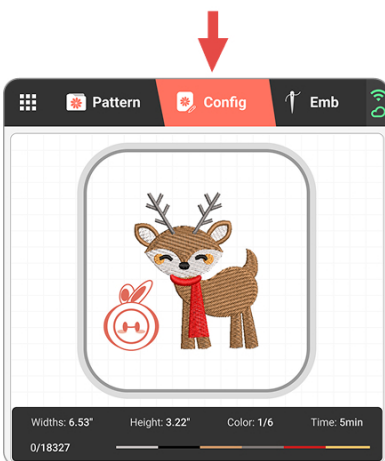 Pattern Config Emb
Widths: 6.53" Height: 3.22" Color: 1/6 Time: 5min
0/18327